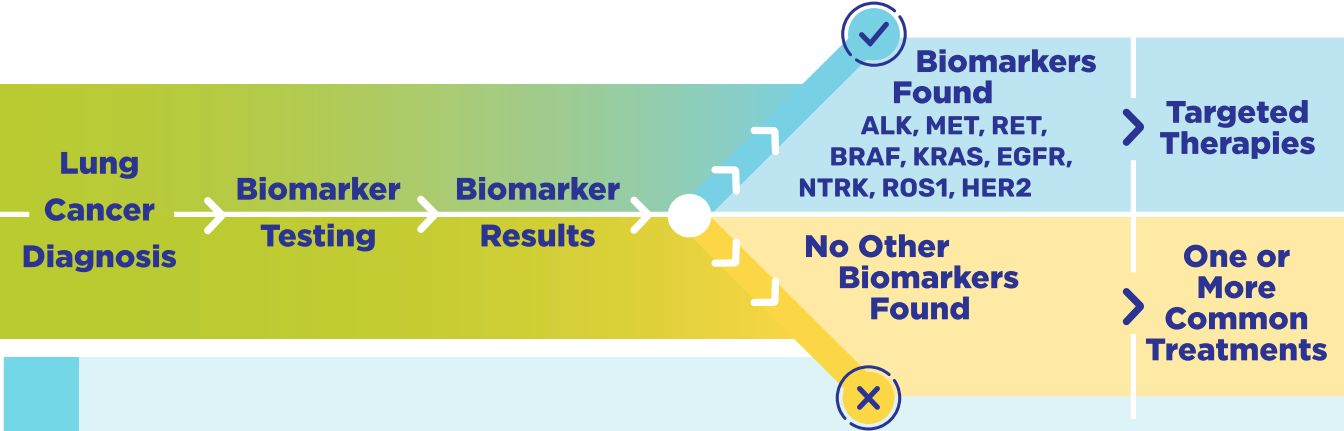 Lung
Cancer
Diagnosis
Biomarker
Testing
Biomarker
Results
Biomarkers
Found
ALK, MET, RET,
BRAF, KRAS, EGFR,
NTRK, ROS1, HER2
Targeted
Therapies
No Other
Biomarkers
Found
One or
More
Common
Treatments